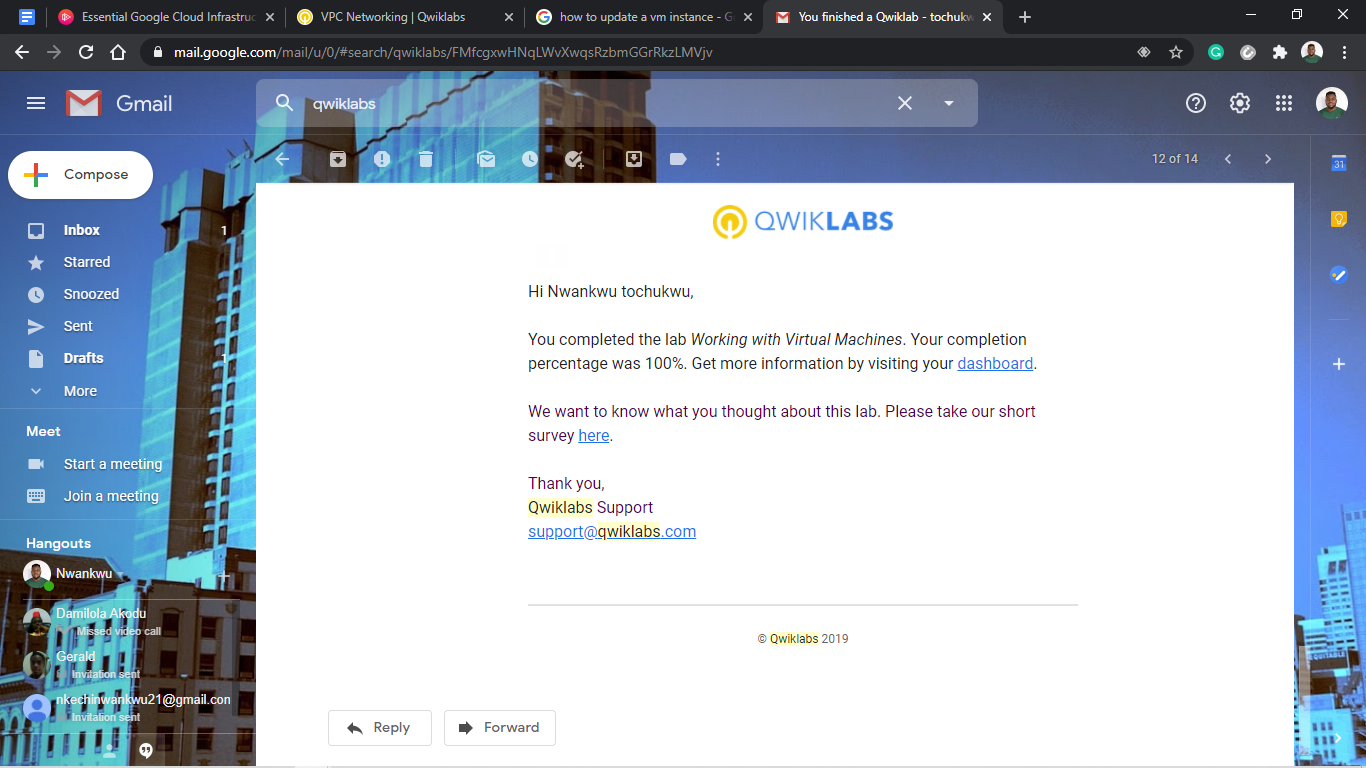 Essential Google Cloud Infrastruc
VPC Networking | Qwiklabs
how to update a vm instance - G
You finished a Qwiklab - tochukw
mail.google.com/mail/u/0/#search/qwiklabs/FMfcgxwHNqLWvXwqsRzbmGGrRkzLMVjv
Gmail
qwiklabs
Compose
12 of 14
31
Inbox 1
Starred
Snoozed
Sent
Drafts 1
More
Meet
Start a meeting
Join a meeting
Hangouts
Nwankwu
Damilola Akodu
Missed video call
Gerald
Invitation sent
nkechinwankwu21@gmail.con
Invitation sent
QWIKLABS
Hi Nwankwu tochukwu,
You completed the lab Working with Virtual Machines. Your completion
percentage was 100%. Get more information by visiting your dashboard.
We want to know what you thought about this lab. Please take our short
survey here.
Thank you,
Qwiklabs Support
support@qwiklabs.com
© Qwiklabs 2019
Reply
Forward